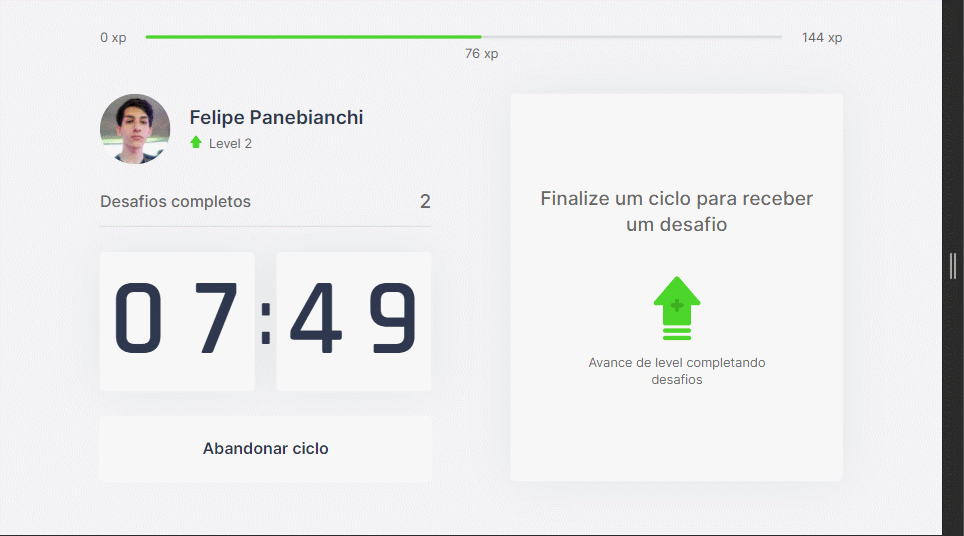 0 xp
144 xp
76 xp
Felipe Panebianchi
Level 2
Desafios completos 2
07:49
Abandonar ciclo
Finalize um ciclo para receber
um desafio
Avance de level completando
desafios